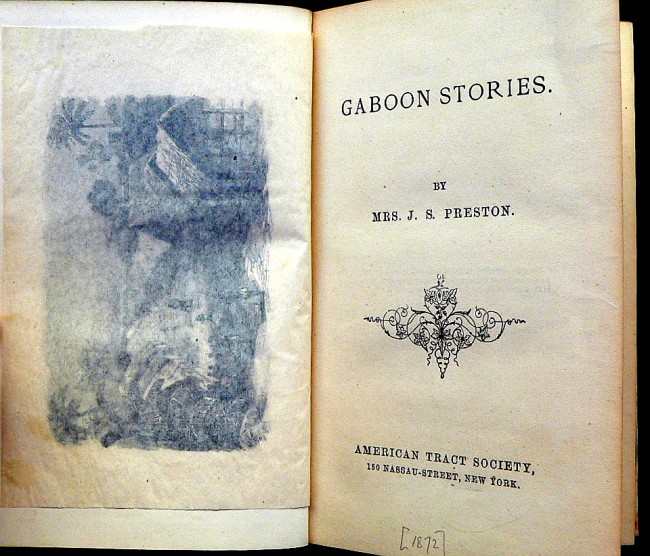 GABOON STORIES.
BY
MRS. J. S. PRESTON.
AMERICAN TRACT SOCIETY,
150 NASSAU-STREET, NEW YORK.
[1872]